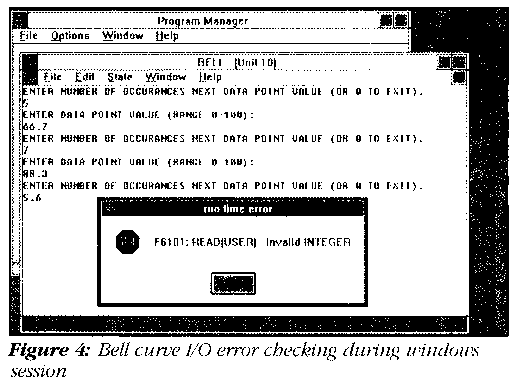 Program Manager
File Options Window Help
BELL [Unit 10]
File Edit State Window Help
ENTER NUMBER OF OCCURANCES NEXT DATA POINT VALUE (OR 0 TO EXIT).
5
ENTER DATA POINT VALUE (RANGE 0-100):
66.7
ENTER NUMBER OF OCCURANCES NEXT DATA POINT VALUE (OR 0 TO EXIT).
7
ENTER DATA POINT VALUE (RANGE 0-100):
88.3
ENTER NUMBER OF OCCURANCES NEXT DATA POINT VALUE (OR 0 TO EXIT).
5.6
run-time error
F6101: READ(USER) Invalid INTEGER
Figure 4: Bell curve I/O error checking during windows
session